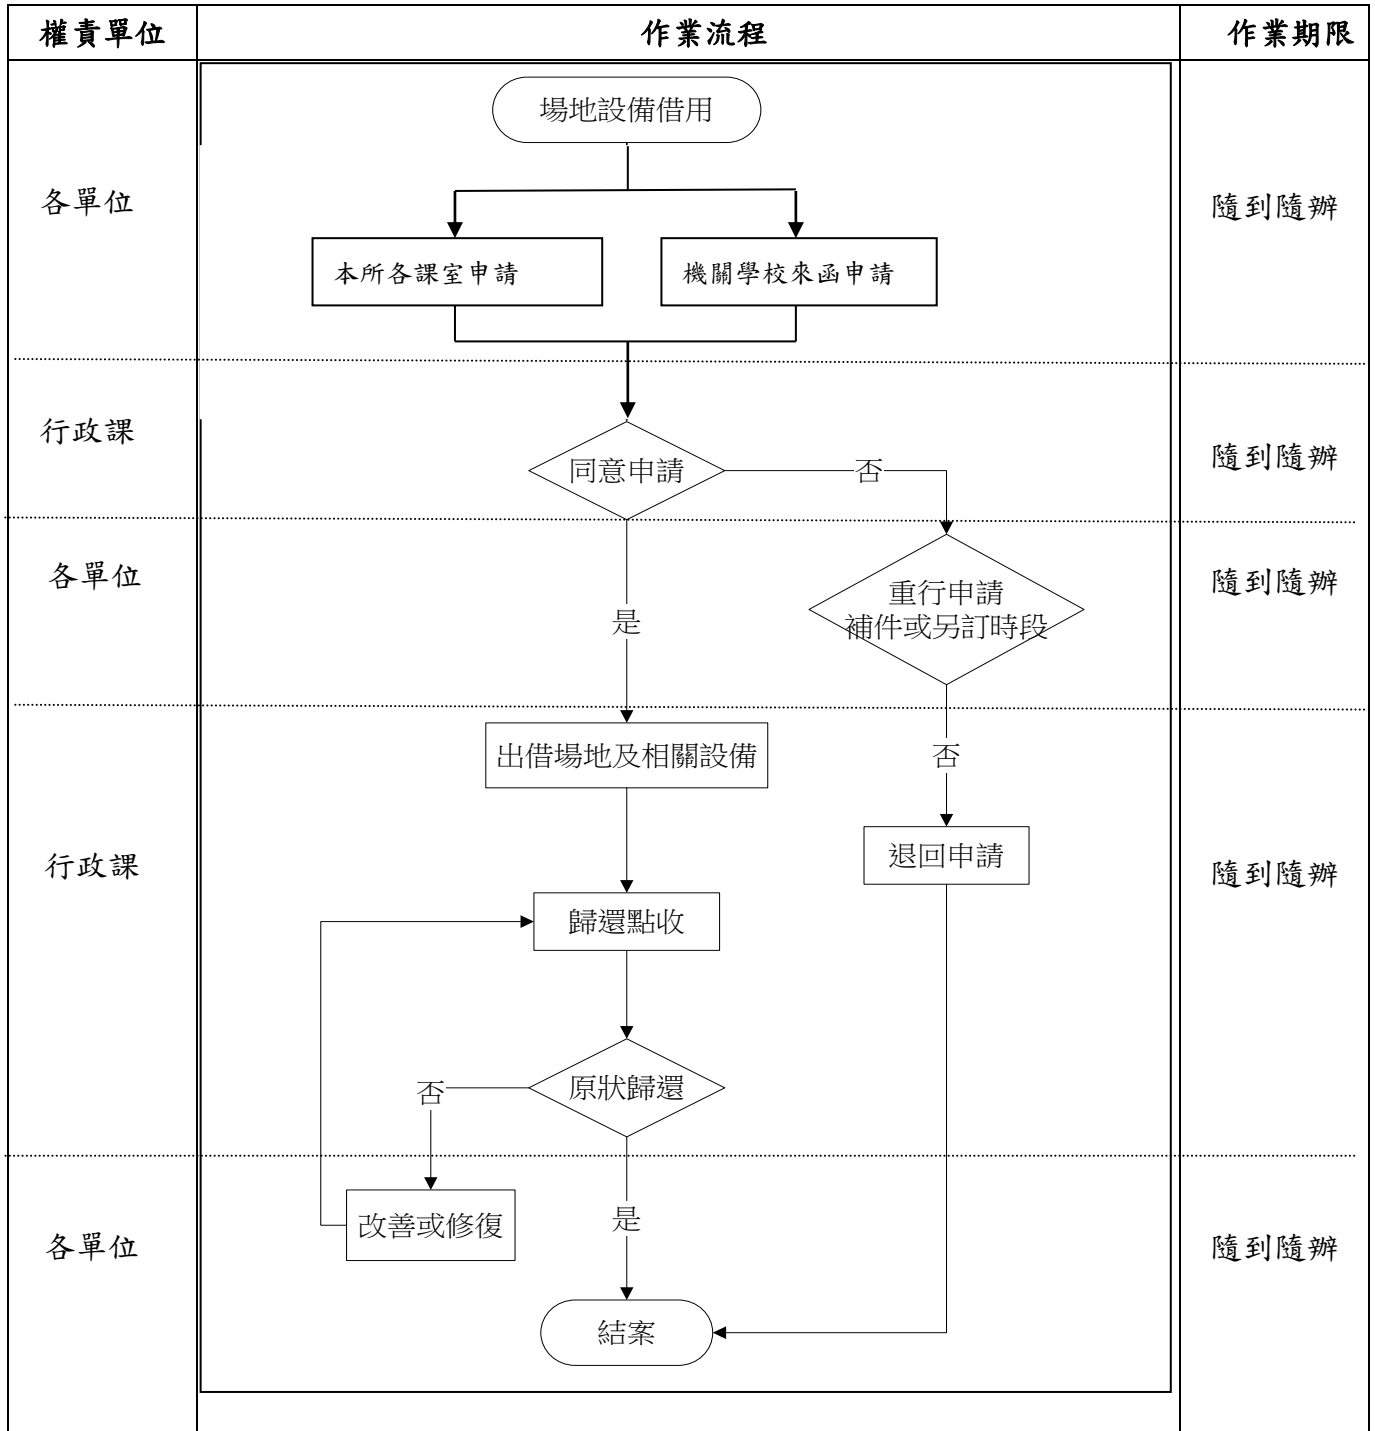 權責單位
作業流程
作業期限
場地設備借用
各單位
隨到隨辦
本所各課室申請
機關學校來函申請
行政課
隨到隨辦
同意申請
否
各單位
隨到隨辦
重行申請
補件或另訂時段
是
出借場地及相關設備
否
退回申請
行政課
隨到隨辦
歸還點收
原狀歸還
否
改善或修復
是
各單位
隨到隨辦
結案